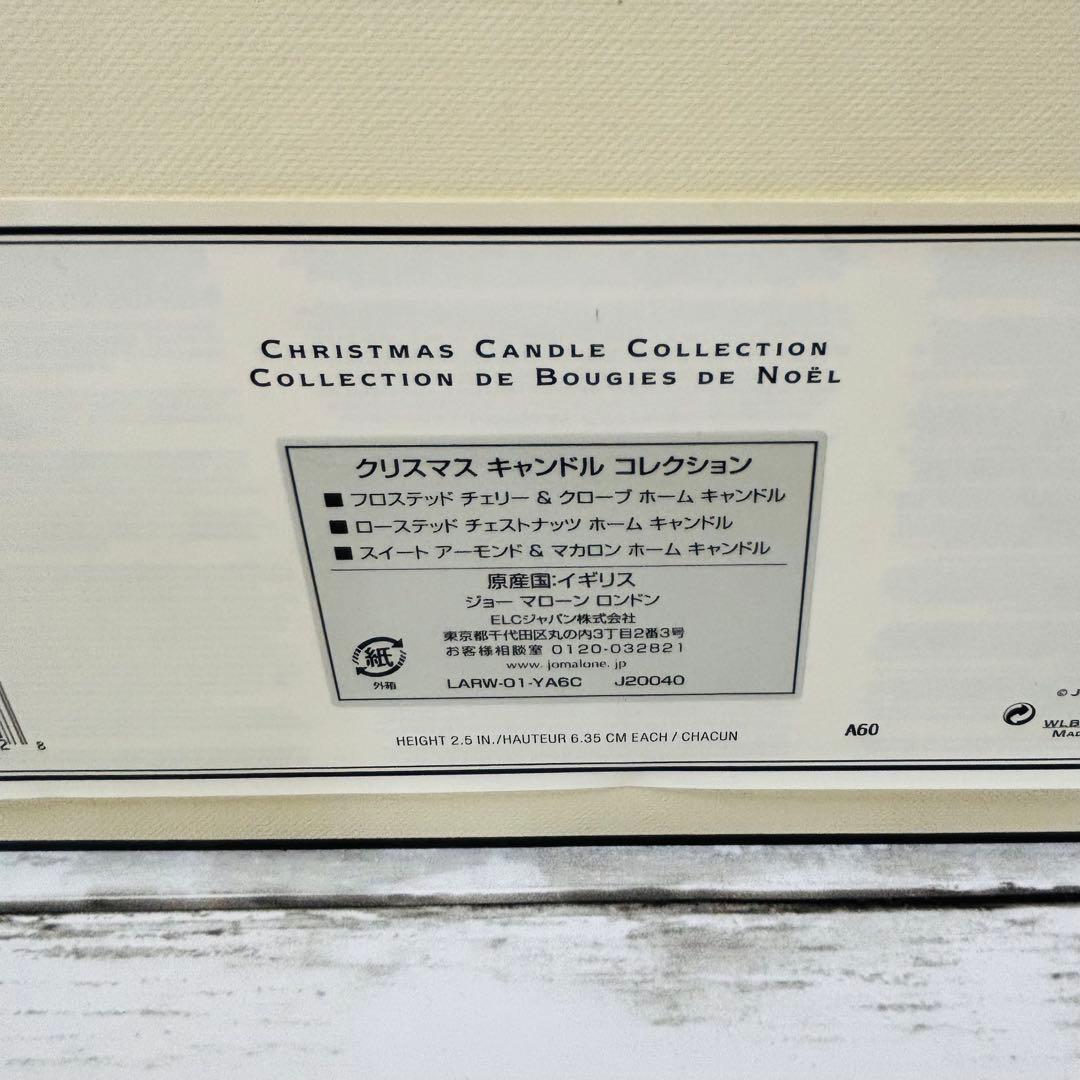 CHRISTMAS CANDLE COLLECTION
COLLECTION DE BOUGIES DE NOËL
クリスマス キャンドル コレクション
■ フロステッド チェリー & クローブ ホーム キャンドル
■ ローステッド チェストナッツ ホーム キャンドル
■ スイート アーモンド & マカロン ホーム キャンドル
原産国:イギリス
ジョー マローン ロンドン
ELCジャパン株式会社
東京都千代田区丸の内3丁目2番3号
お客様相談室 0120-032821
www.jomalone.jp
紙
外箱
LARW-01-YA6C J20040
HEIGHT 2.5 IN./HAUTEUR 6.35 CM EACH / CHACUN
A60
© J
WLB
MAD
2 8